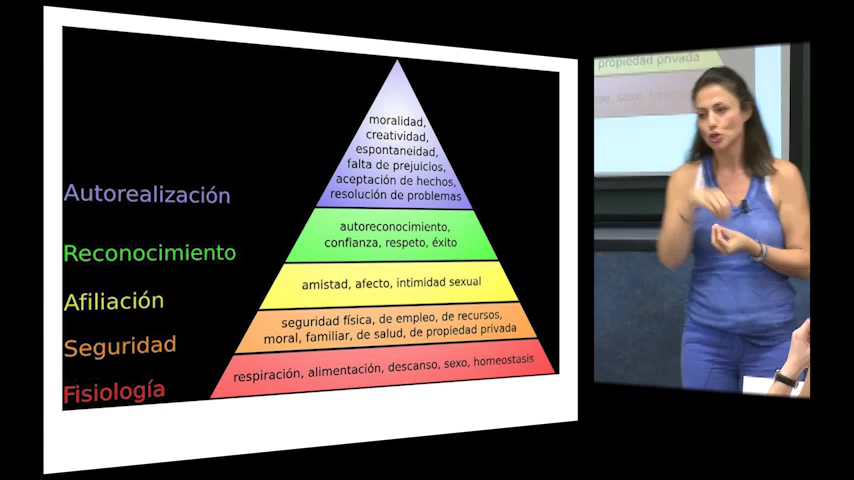 moralidad,
creatividad,
espontaneidad,
falta de prejuicios,
aceptación de hechos,
resolución de problemas
Autorealización
autoreconocimiento,
confianza, respeto, éxito
Reconocimiento
amistad, afecto, intimidad sexual
Afiliación
seguridad física, de empleo, de recursos,
moral, familiar, de salud, de propiedad privada
Seguridad
respiración, alimentación, descanso, sexo, homeostasis
Fisiología
propiedad privada
sexo,